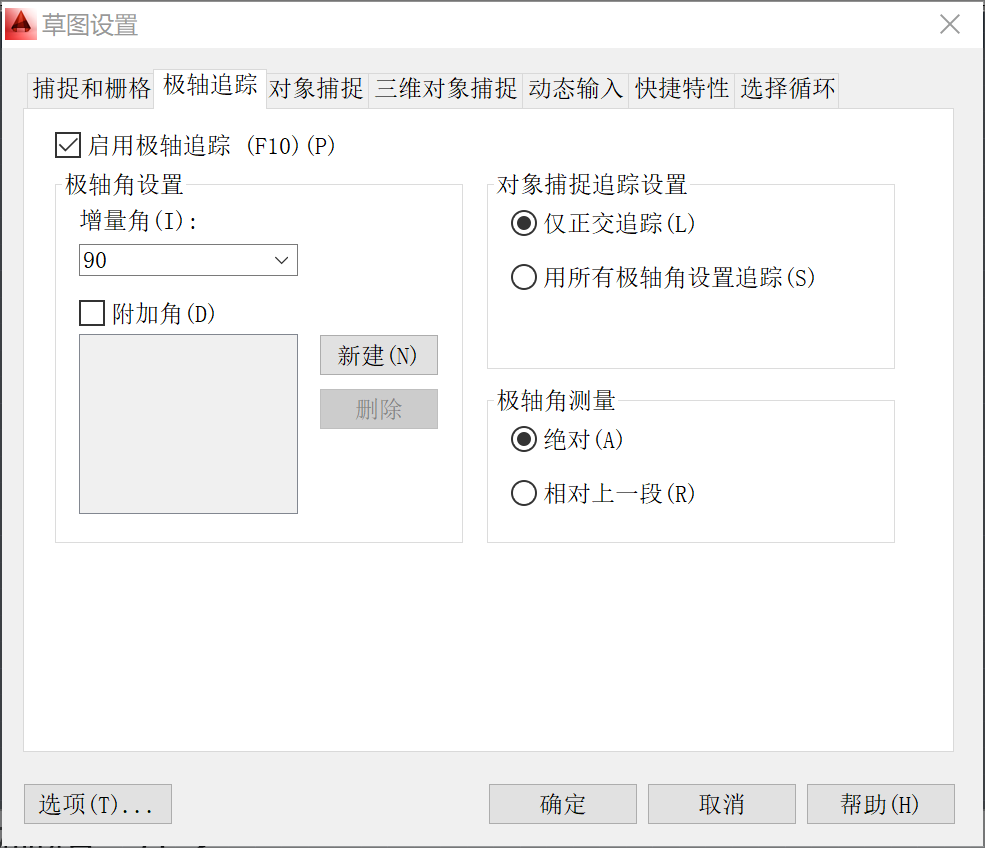 草图设置
捕捉和栅格 极轴追踪 对象捕捉 三维对象捕捉 动态输入 快捷特性 选择循环
启用极轴追踪 (F10)(P)
极轴角设置
增量角(I):
90
附加角(D)
新建(N)
删除
对象捕捉追踪设置
仅正交追踪(L)
用所有极轴角设置追踪(S)
极轴角测量
绝对(A)
相对上一段(R)
选项(T)...
确定
取消
帮助(H)